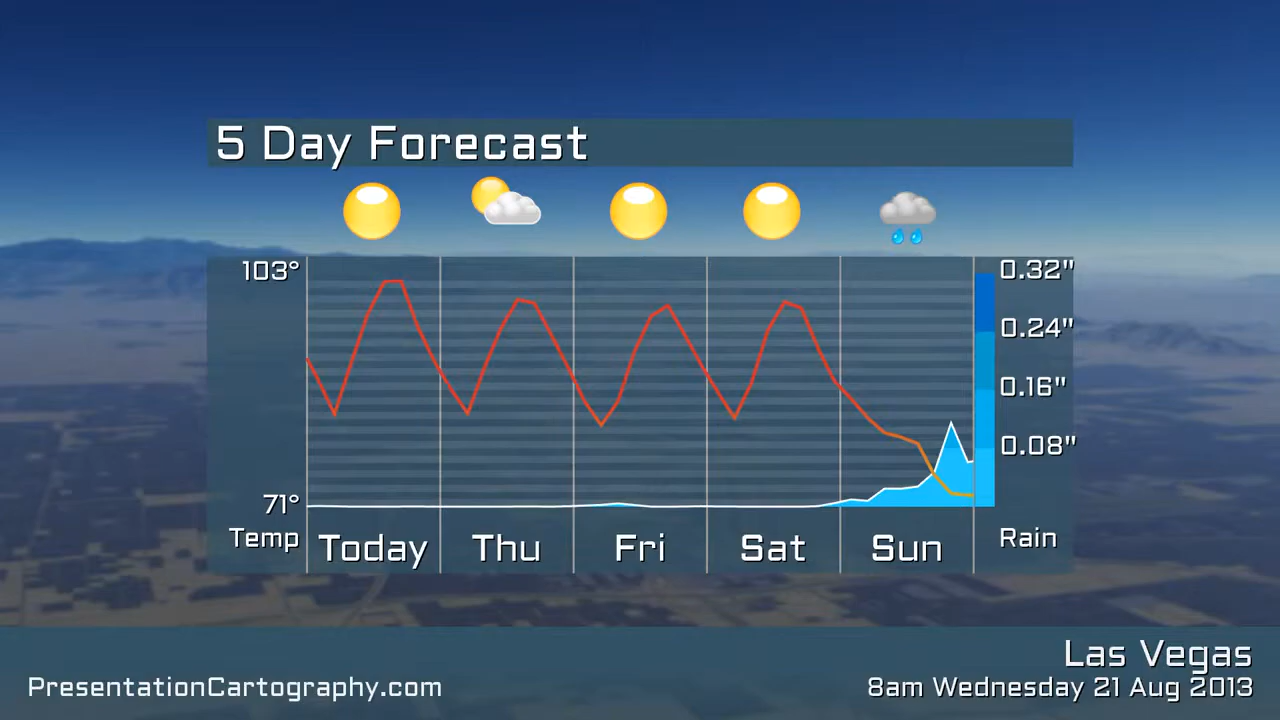 5 Day Forecast
103°
0.32"
0.24"
0.16"
0.08"
71°
Temp
Today
Thu
Fri
Sat
Sun
Rain
Las Vegas
PresentationCartography.com
8am Wednesday 21 Aug 2013